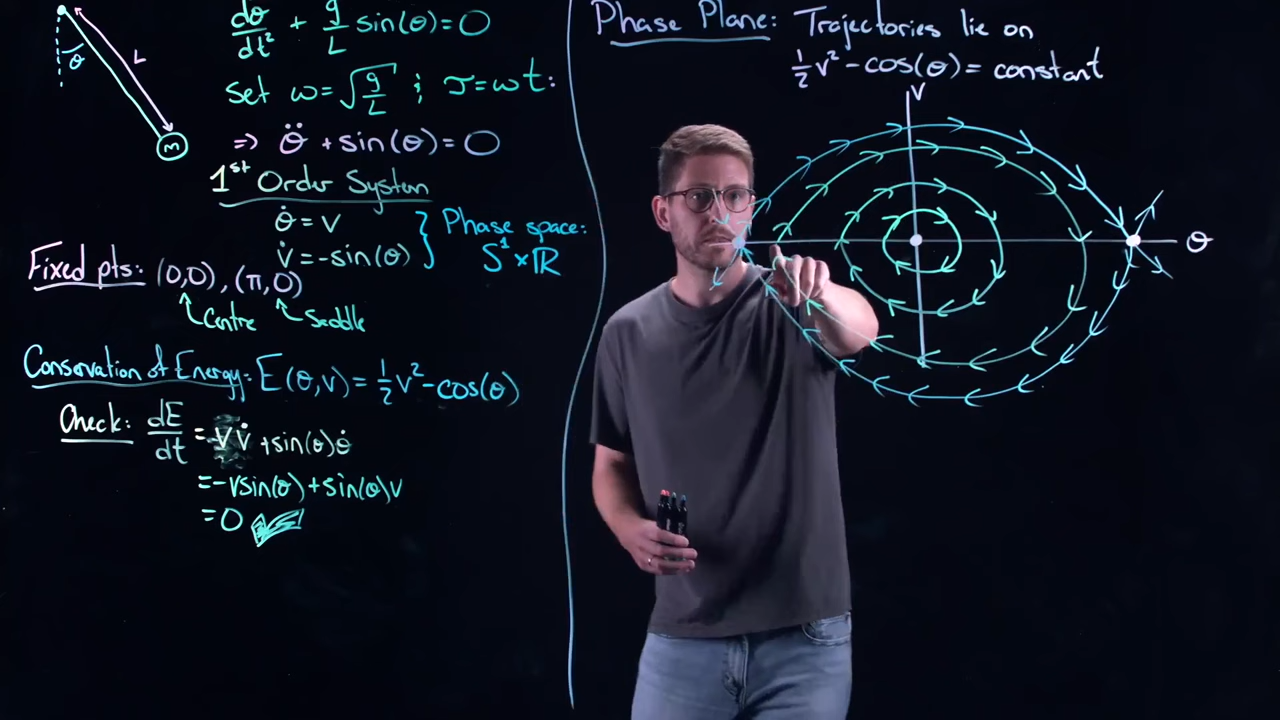 θ
L
m
dθ/dt² + g/L sin(θ)=0
set ω=√(g/L) ; τ=ωt:
⇒ θ̈ +sin(θ)=0
1st Order System
θ̇=v
v̇=-sin(θ)
} Phase space:
S¹×ℝ
Fixed pts: (0,0), (π,0)
Centre Saddle
Conservation of Energy: E(θ,v)=½v²-cos(θ)
Check: dE/dt = vv̇ +sin(θ)θ̇
=-vsin(θ)+sin(θ)v
=0
Phase Plane: Trajectories lie on
½v²-cos(θ)= constant
V
θ